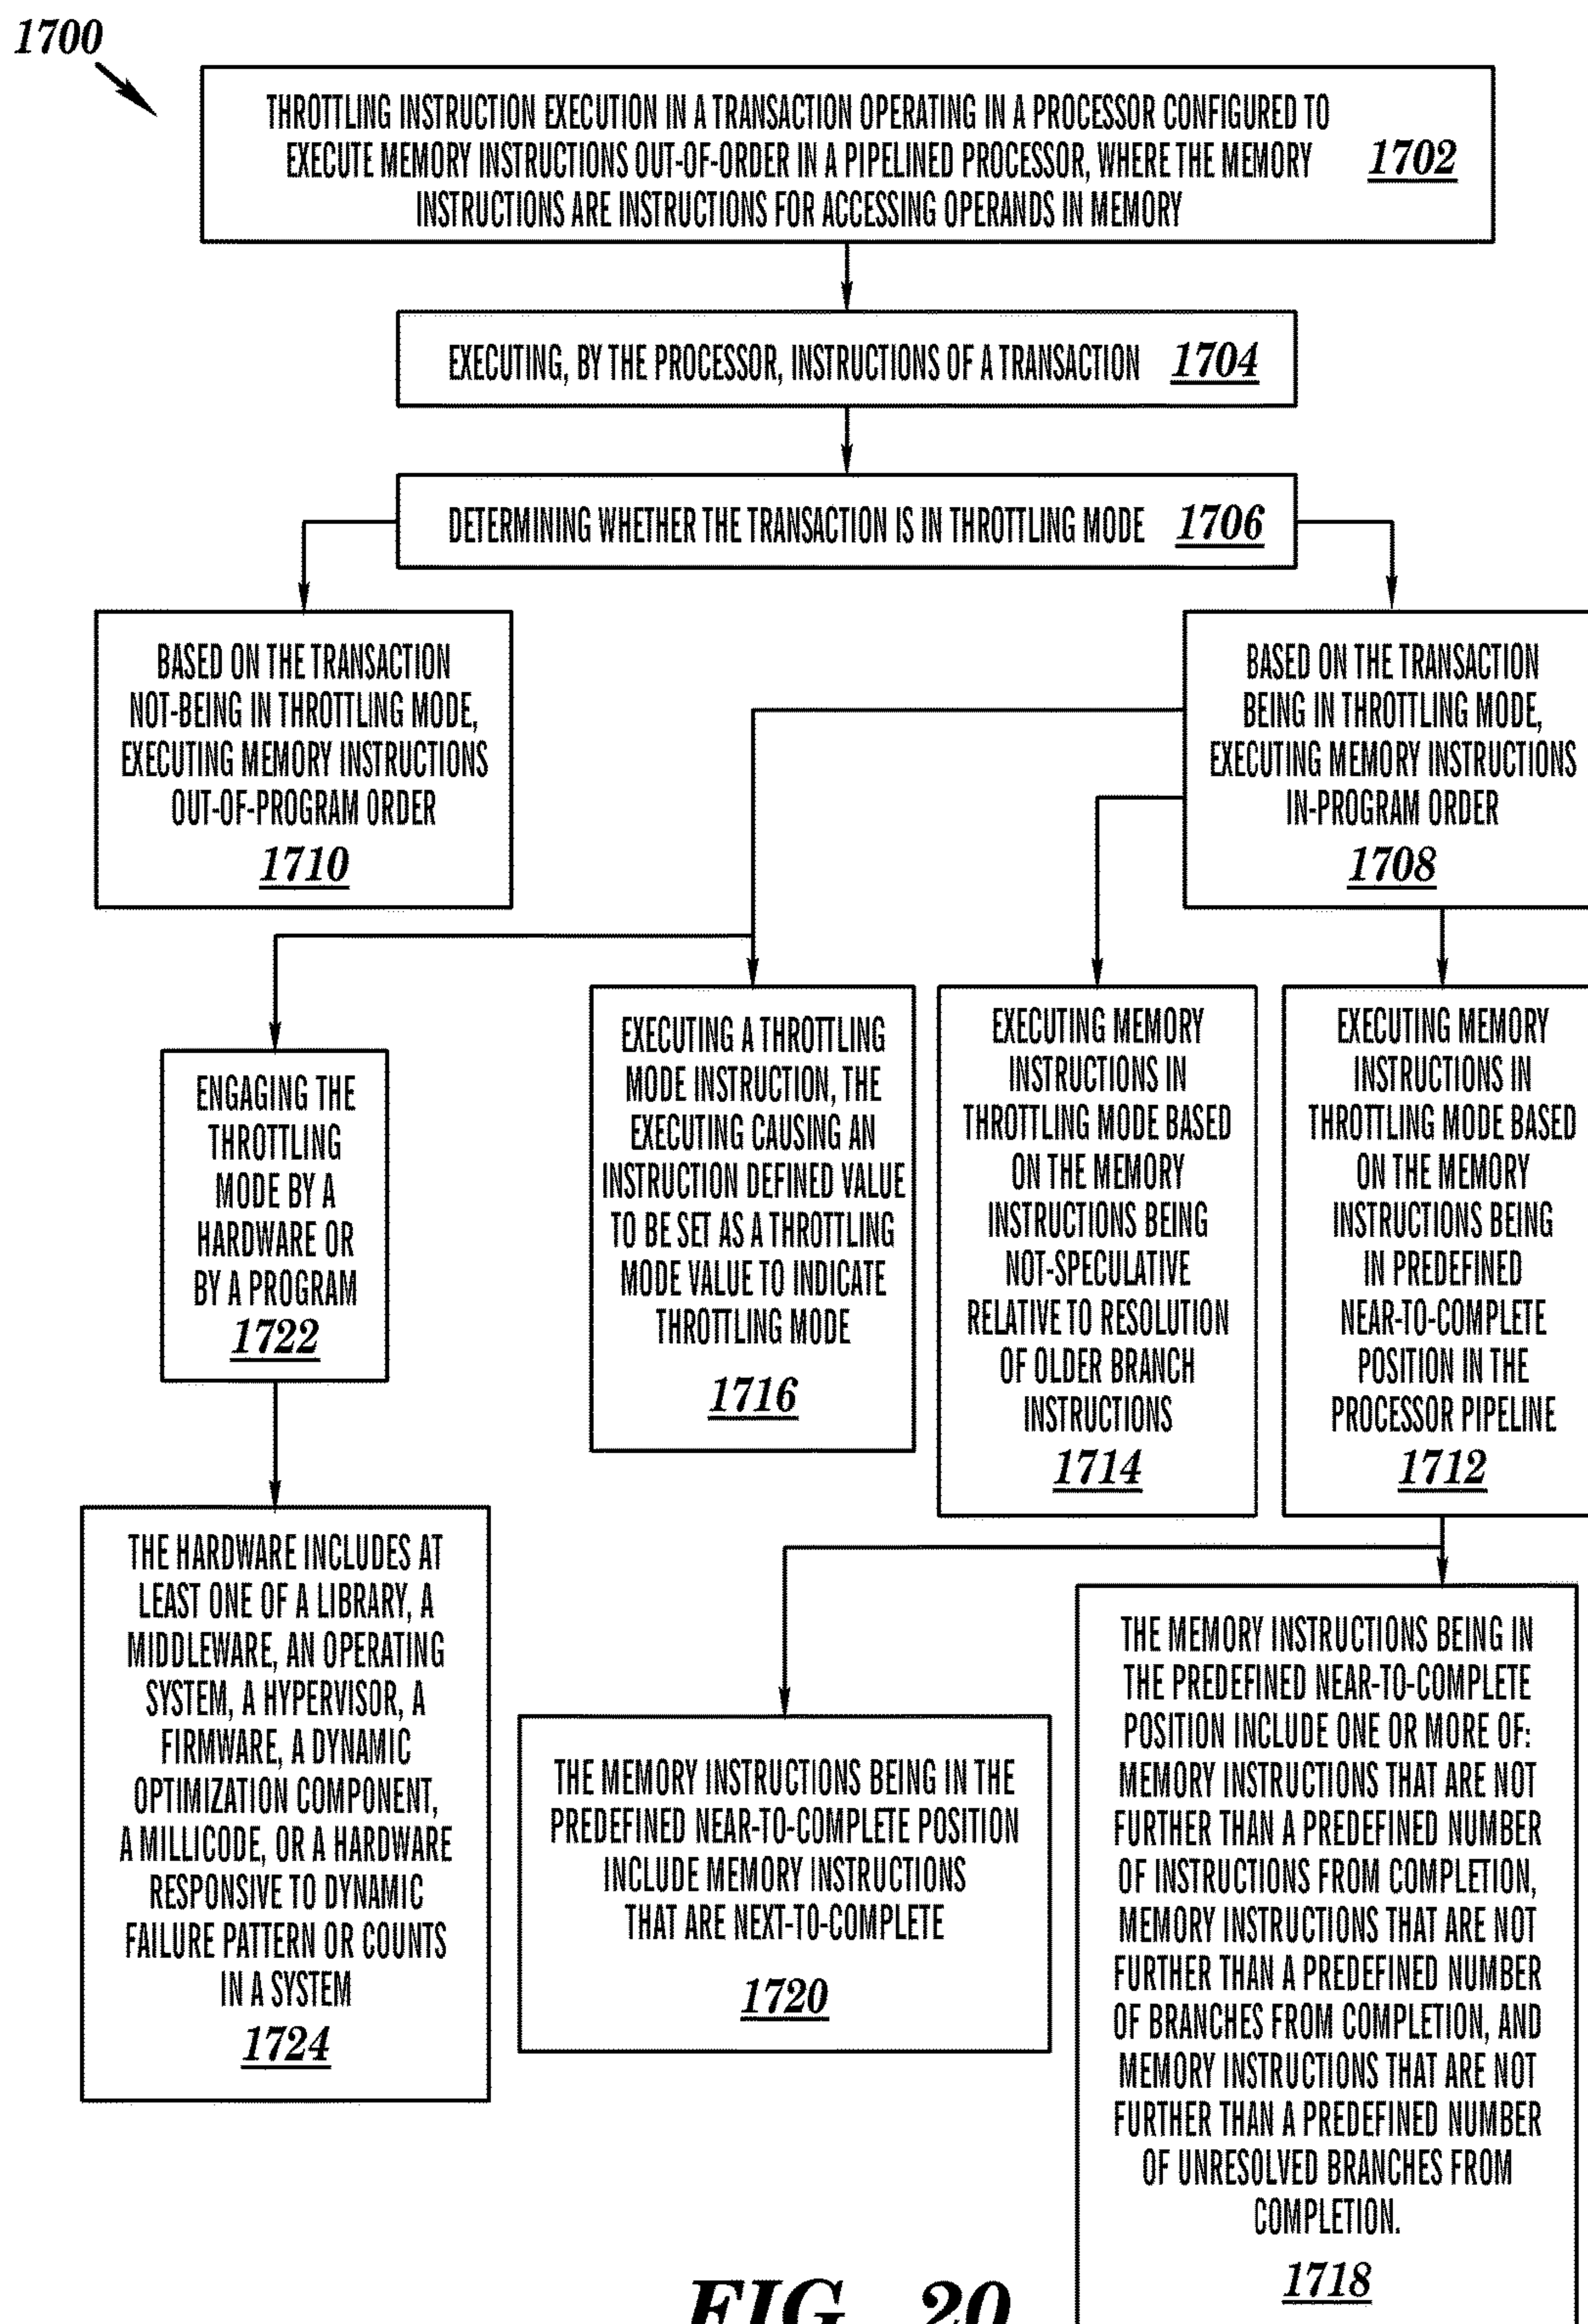 1700
THROTTLING INSTRUCTION EXECUTION IN A TRANSACTION OPERATING IN A PROCESSOR CONFIGURED TO
EXECUTE MEMORY INSTRUCTIONS OUT-OF-ORDER IN A PIPELINED PROCESSOR, WHERE THE MEMORY
INSTRUCTIONS ARE INSTRUCTIONS FOR ACCESSING OPERANDS IN MEMORY
1702
EXECUTING, BY THE PROCESSOR, INSTRUCTIONS OF A TRANSACTION 1704
DETERMINING WHETHER THE TRANSACTION IS IN THROTTLING MODE 1706
BASED ON THE TRANSACTION
NOT-BEING IN THROTTLING MODE,
EXECUTING MEMORY INSTRUCTIONS
OUT-OF-PROGRAM ORDER
1710
BASED ON THE TRANSACTION
BEING IN THROTTLING MODE,
EXECUTING MEMORY INSTRUCTIONS
IN-PROGRAM ORDER
1708
ENGAGING THE
THROTTLING
MODE BY A
HARDWARE OR
BY A PROGRAM
1722
EXECUTING A THROTTLING
MODE INSTRUCTION, THE
EXECUTING CAUSING AN
INSTRUCTION DEFINED VALUE
TO BE SET AS A THROTTLING
MODE VALUE TO INDICATE
THROTTLING MODE
1716
EXECUTING MEMORY
INSTRUCTIONS IN
THROTTLING MODE BASED
ON THE MEMORY
INSTRUCTIONS BEING
NOT-SPECULATIVE
RELATIVE TO RESOLUTION
OF OLDER BRANCH
INSTRUCTIONS
1714
EXECUTING MEMORY
INSTRUCTIONS IN
THROTTLING MODE BASED
ON THE MEMORY
INSTRUCTIONS BEING
IN PREDEFINED
NEAR-TO-COMPLETE
POSITION IN THE
PROCESSOR PIPELINE
1712
THE HARDWARE INCLUDES AT
LEAST ONE OF A LIBRARY, A
MIDDLEWARE, AN OPERATING
SYSTEM, A HYPERVISOR, A
FIRMWARE, A DYNAMIC
OPTIMIZATION COMPONENT,
A MILLICODE, OR A HARDWARE
RESPONSIVE TO DYNAMIC
FAILURE PATTERN OR COUNTS
IN A SYSTEM
1724
THE MEMORY INSTRUCTIONS BEING IN THE
PREDEFINED NEAR-TO-COMPLETE POSITION
INCLUDE MEMORY INSTRUCTIONS
THAT ARE NEXT-TO-COMPLETE
1720
THE MEMORY INSTRUCTIONS BEING IN
THE PREDEFINED NEAR-TO-COMPLETE
POSITION INCLUDE ONE OR MORE OF:
MEMORY INSTRUCTIONS THAT ARE NOT
FURTHER THAN A PREDEFINED NUMBER
OF INSTRUCTIONS FROM COMPLETION,
MEMORY INSTRUCTIONS THAT ARE NOT
FURTHER THAN A PREDEFINED NUMBER
OF BRANCHES FROM COMPLETION, AND
MEMORY INSTRUCTIONS THAT ARE NOT
FURTHER THAN A PREDEFINED NUMBER
OF UNRESOLVED BRANCHES FROM
COMPLETION.
1718
FIG. 20